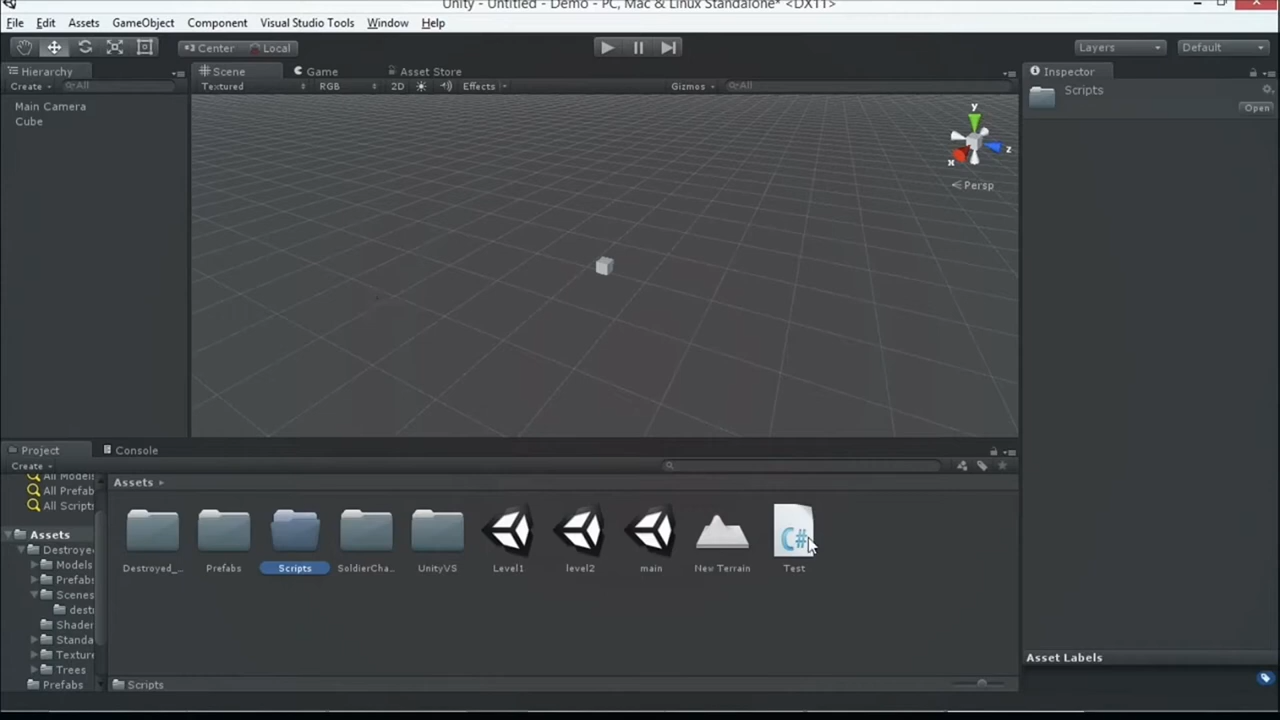 Unity - Untitled - Demo - PC, Mac & Linux Standalone* <DX11>
File Edit Assets GameObject Component Visual Studio Tools Window Help
Center Local Layers Default
Hierarchy Scene Game Asset Store Inspector
Create All Textured RGB 2D Effects Gizmos All Scripts
Open
Main Camera
Cube
y
x
z
Persp
Project Console
Create
All Models
All Prefab
All Scripts
Assets
Assets
Destroye
Models
Prefabs
Scenes
dest
Shader
Standa
Texture
Trees
Prefabs
C#
Destroyed_... Prefabs Scripts SoldierCha... UnityVS Level1 level2 main New Terrain Test
Scripts
Asset Labels